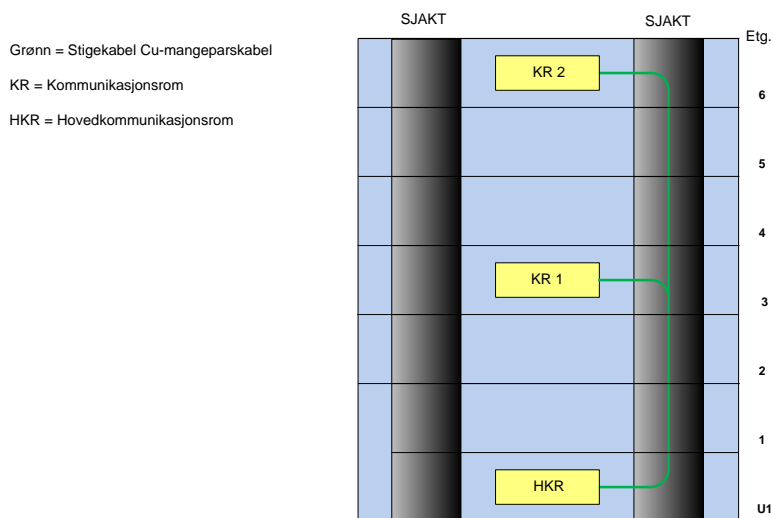 SJAKT
SJAKT
Etg.
Grønn = Stigekabel Cu-mangeparskabel
KR = Kommunikasjonsrom
HKR = Hovedkommunikasjonsrom
KR 2
6
5
4
KR 1
3
2
1
HKR
U1